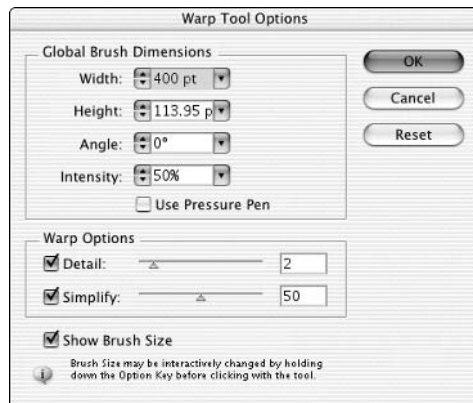 Warp Tool Options
Global Brush Dimensions
Width: 400 pt
Height: 113.95 p
Angle: 0°
Intensity: 50%
Use Pressure Pen
OK
Cancel
Reset
Warp Options
Detail: 2
Simplify: 50
Show Brush Size
Brush Size may be interactively changed by holding
down the Option Key before clicking with the tool.